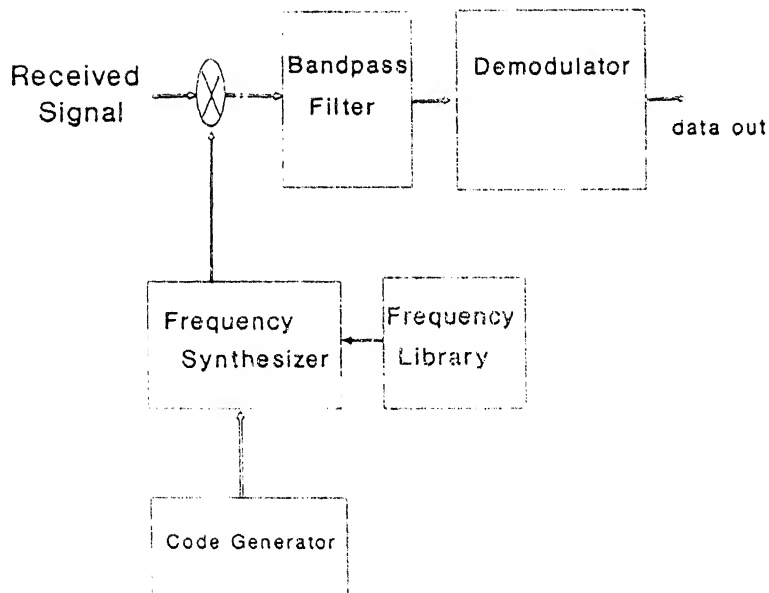 Received
Signal
Bandpass
Filter
Demodulator
data out
Frequency
Synthesizer
Frequency
Library
Code Generator